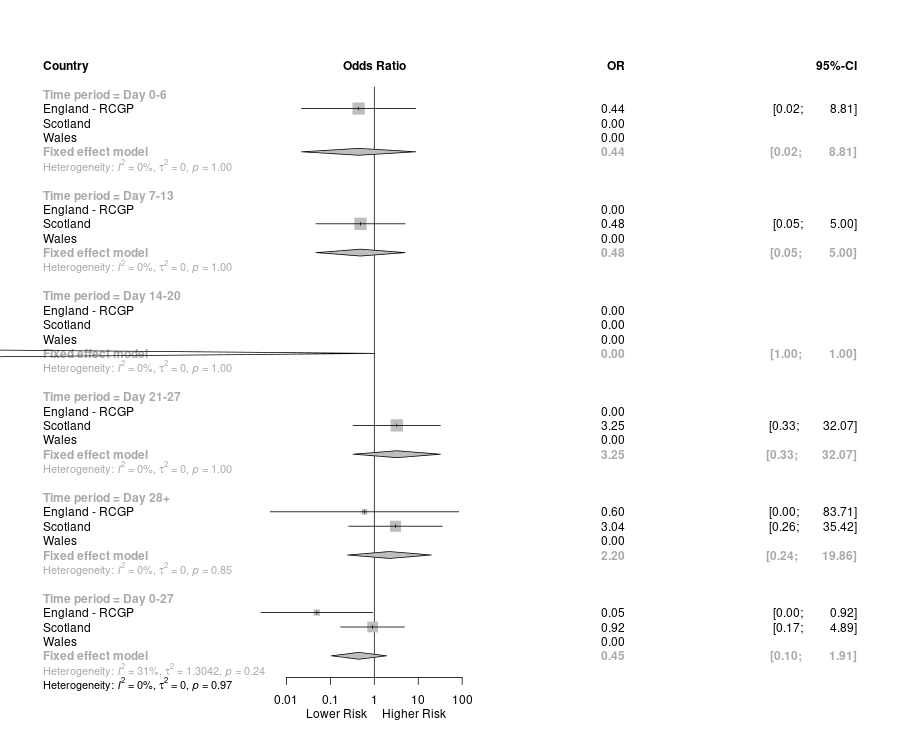 Country Odds Ratio OR 95%-CI
Time period = Day 0-6
England - RCGP 0.44 [0.02; 8.81]
Scotland 0.00
Wales 0.00
Fixed effect model 0.44 [0.02; 8.81]
Heterogeneity: I² = 0%, τ² = 0, p = 1.00
Time period = Day 7-13
England - RCGP 0.00
Scotland 0.48 [0.05; 5.00]
Wales 0.00
Fixed effect model 0.48 [0.05; 5.00]
Heterogeneity: I² = 0%, τ² = 0, p = 1.00
Time period = Day 14-20
England - RCGP 0.00
Scotland 0.00
Wales 0.00
Fixed effect model 0.00 [1.00; 1.00]
Heterogeneity: I² = 0%, τ² = 0, p = 1.00
Time period = Day 21-27
England - RCGP 0.00
Scotland 3.25 [0.33; 32.07]
Wales 0.00
Fixed effect model 3.25 [0.33; 32.07]
Heterogeneity: I² = 0%, τ² = 0, p = 1.00
Time period = Day 28+
England - RCGP 0.60 [0.00; 83.71]
Scotland 3.04 [0.26; 35.42]
Wales 0.00
Fixed effect model 2.20 [0.24; 19.86]
Heterogeneity: I² = 0%, τ² = 0, p = 0.85
Time period = Day 0-27
England - RCGP 0.05 [0.00; 0.92]
Scotland 0.92 [0.17; 4.89]
Wales 0.00
Fixed effect model 0.45 [0.10; 1.91]
Heterogeneity: I² = 31%, τ² = 1.3042, p = 0.24
Heterogeneity: I² = 0%, τ² = 0, p = 0.97
0.01 0.1 1 10 100
Lower Risk Higher Risk